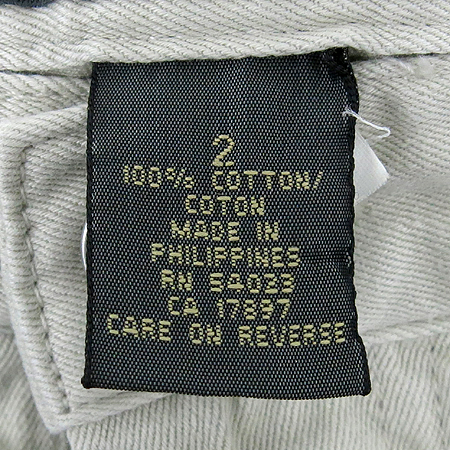 2
100% COTTON/
COTON
MADE IN
PHILIPPINES
RN 54023
CA 17897
CARE ON REVERSE